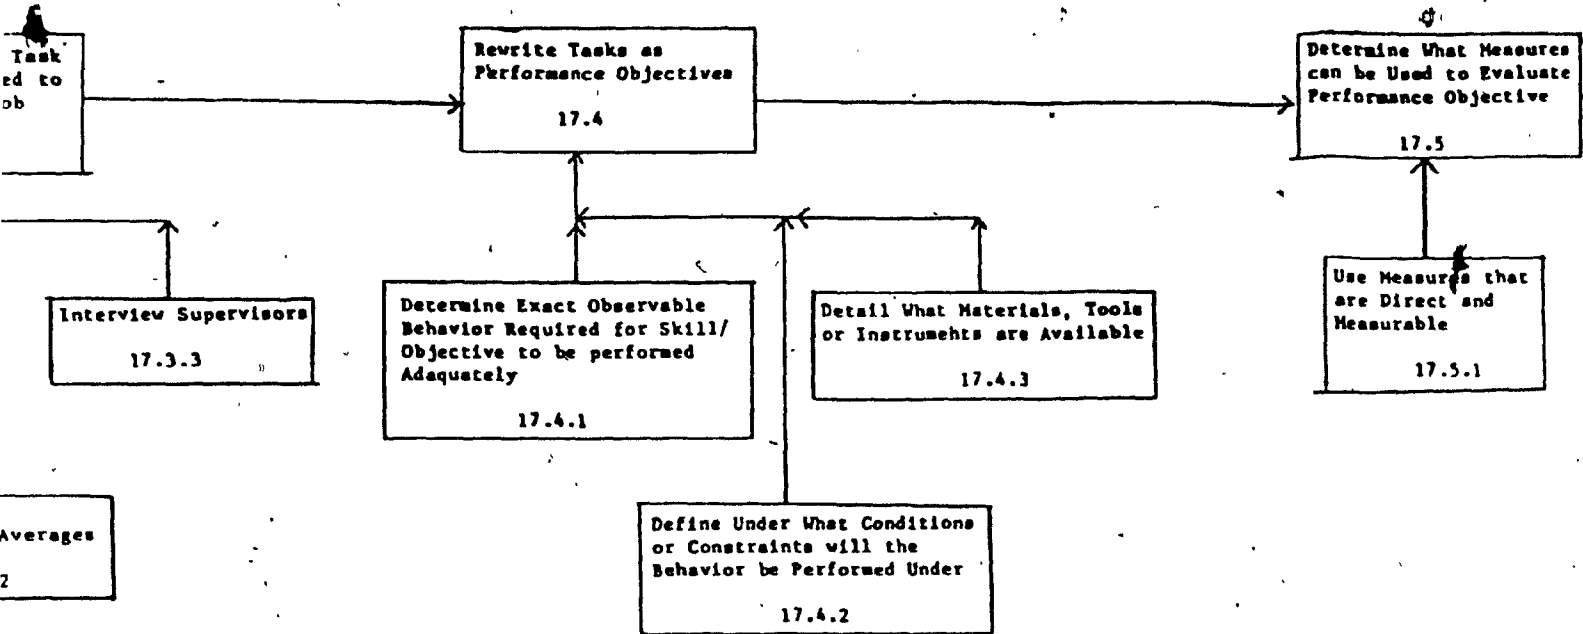 Task
ed to
ob
Rewrite Tasks as
Performance Objectives
17.4
Determine What Measures
can be Used to Evaluate
Performance Objective
17.5
Interview Supervisors
17.3.3
Determine Exact Observable
Behavior Required for Skill/
Objective to be performed
Adaquately
17.4.1
Detail What Materials, Tools
or Instruments are Available
17.4.3
Use Measures that
are Direct and
Measurable
17.5.1
Averages
2
Define Under What Conditions
or Constraints will the
Behavior be Performed Under
17.4.2